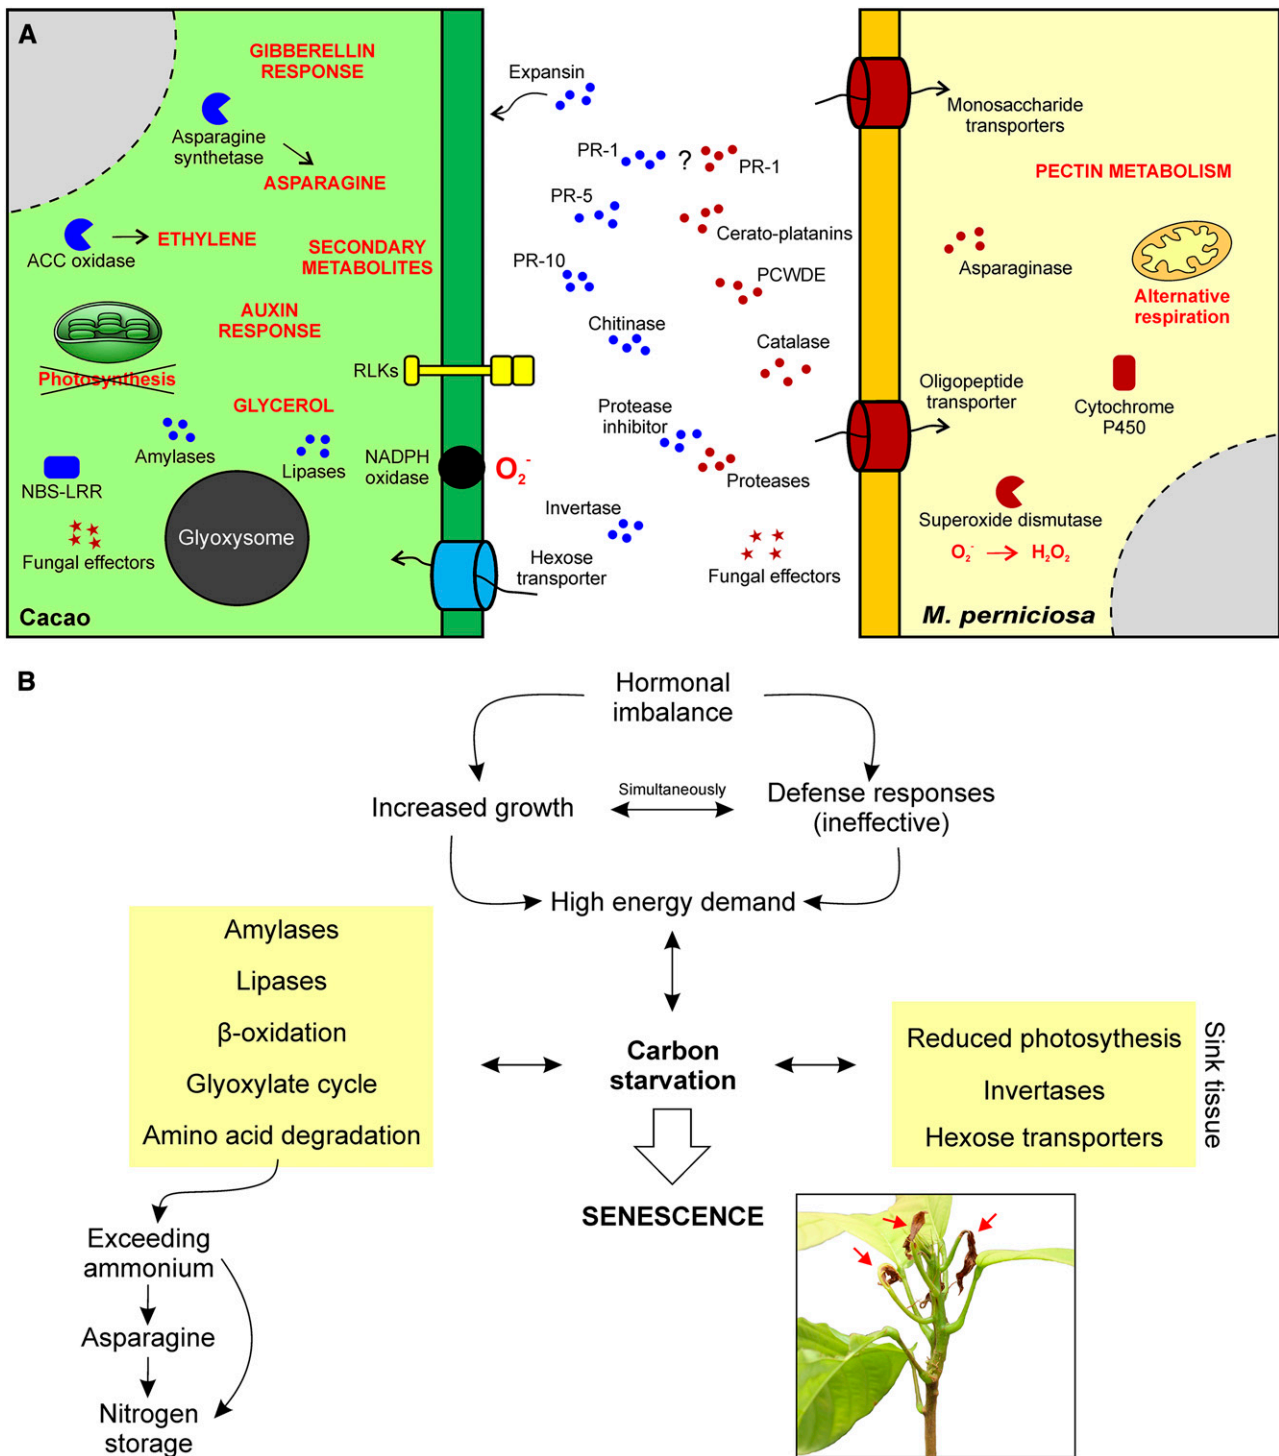 A
GIBBERELLIN
RESPONSE
Asparagine
synthetase
ASPARAGINE
ACC oxidase
ETHYLENE
SECONDARY
METABOLITES
AUXIN
RESPONSE
Photosynthesis
GLYCEROL
Amylases
Lipases
NBS-LRR
Glyoxysome
Fungal effectors
Cacao
RLKs
NADPH
oxidase
O2-
Expansin
PR-1
?
PR-1
PR-5
Cerato-platanins
PR-10
PCWDE
Chitinase
Catalase
Protease
inhibitor
Proteases
Invertase
Hexose
transporter
Fungal effectors
Monosaccharide
transporters
PECTIN METABOLISM
Asparaginase
Alternative
respiration
Oligopeptide
transporter
Cytochrome
P450
Superoxide dismutase
O2- H2O2
M. perniciosa
B
Hormonal
imbalance
Increased growth
Simultaneously
Defense responses
(ineffective)
High energy demand
Amylases
Lipases
β-oxidation
Glyoxylate cycle
Amino acid degradation
Carbon
starvation
Reduced photosythesis
Invertases
Hexose transporters
Sink tissue
SENESCENCE
Exceeding
ammonium
Asparagine
Nitrogen
storage